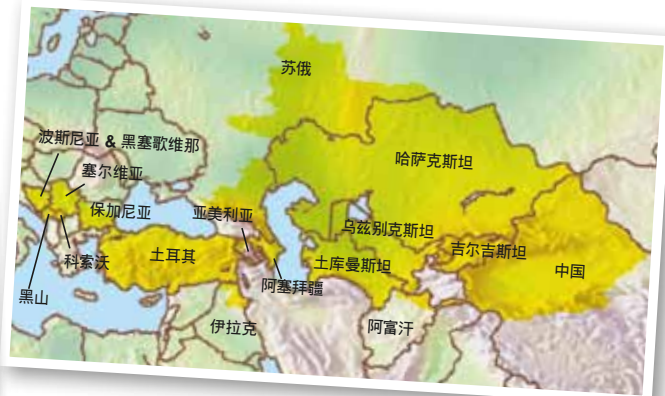 苏俄
波斯尼亚 & 黑塞歌维那
哈萨克斯坦
塞尔维亚
保加尼亚
亚美利亚
乌兹别克斯坦
吉尔吉斯斯坦
科索沃
土耳其
土库曼斯坦
中国
黑山
阿塞拜疆
伊拉克
阿富汗